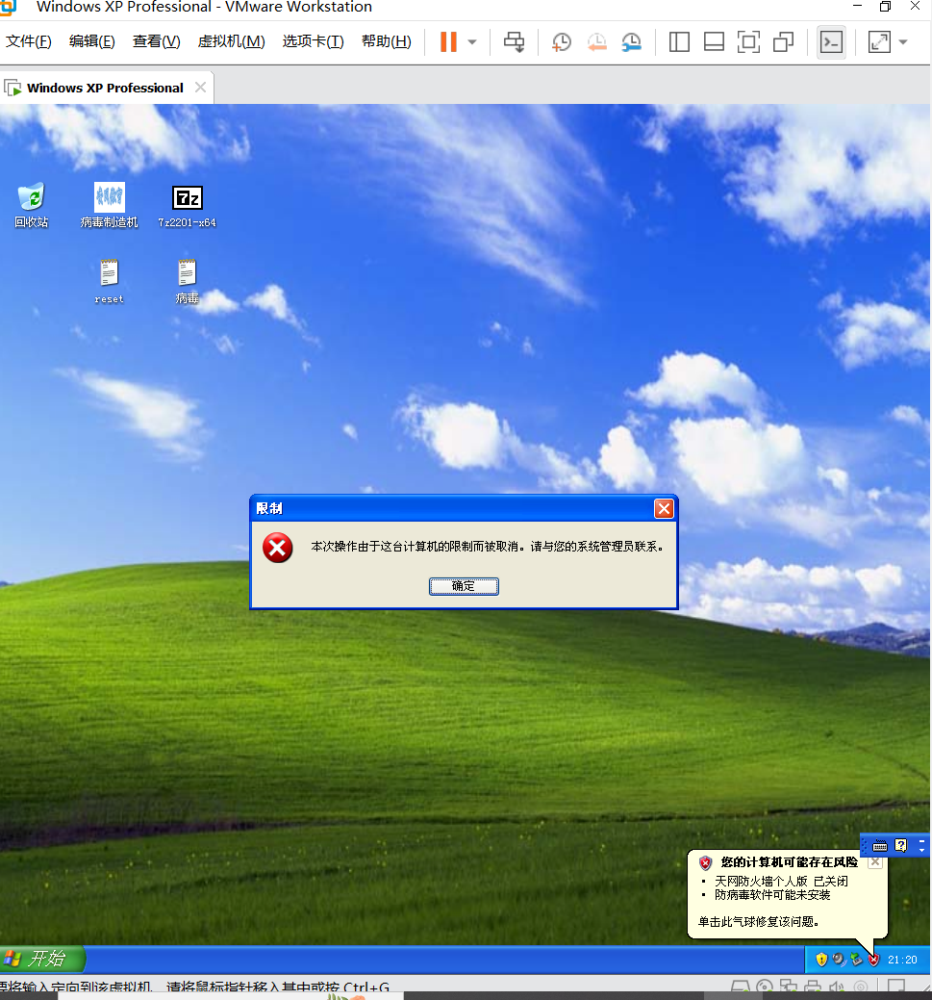 Windows XP Professional - VMware Workstation
文件(F) 编辑(E) 查看(V) 虚拟机(M) 选项卡(T) 帮助(H)
Windows XP Professional
回收站 病毒制造机 7z2201-x64
reset 病毒
限制
本次操作由于这台计算机的限制而被取消。请与您的系统管理员联系。
确定
您的计算机可能存在风险
• 天网防火墙个人版 已关闭
• 防病毒软件可能未安装
单击此气球修复该问题。
开始 21:20
要将输入定向到该虚拟机，请将鼠标指针移入其中或按 Ctrl+G。